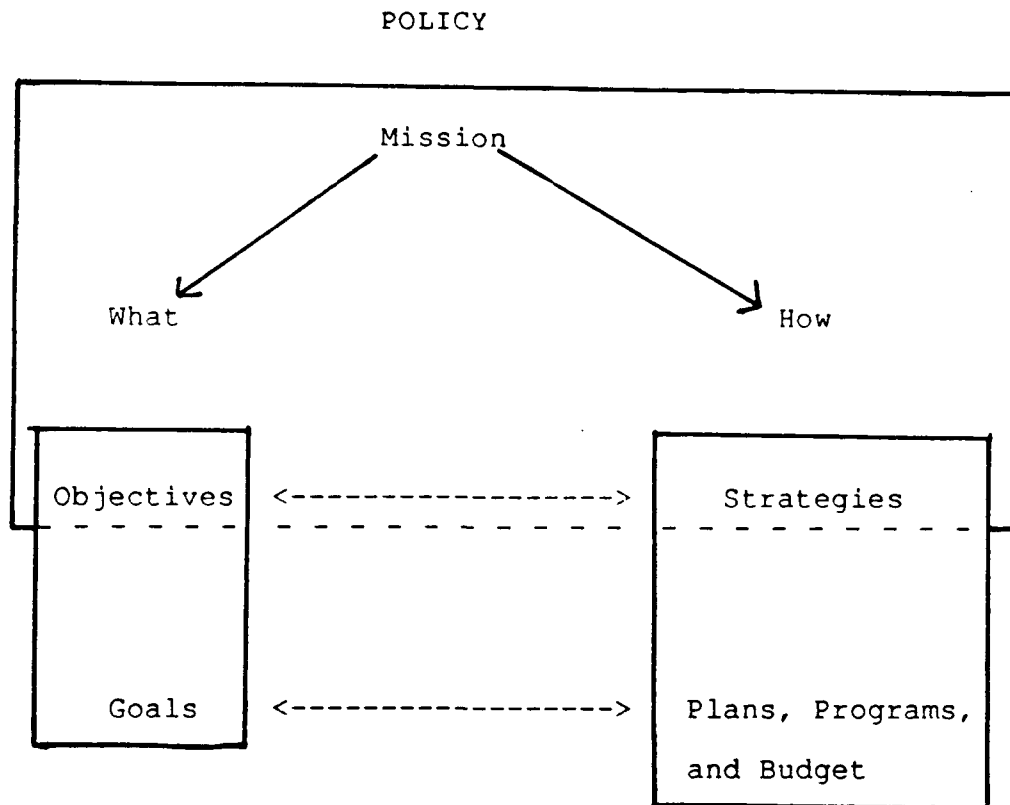 POLICY
Mission
What
How
Objectives <-----------------> Strategies
Goals <-----------------> Plans, Programs,
and Budget